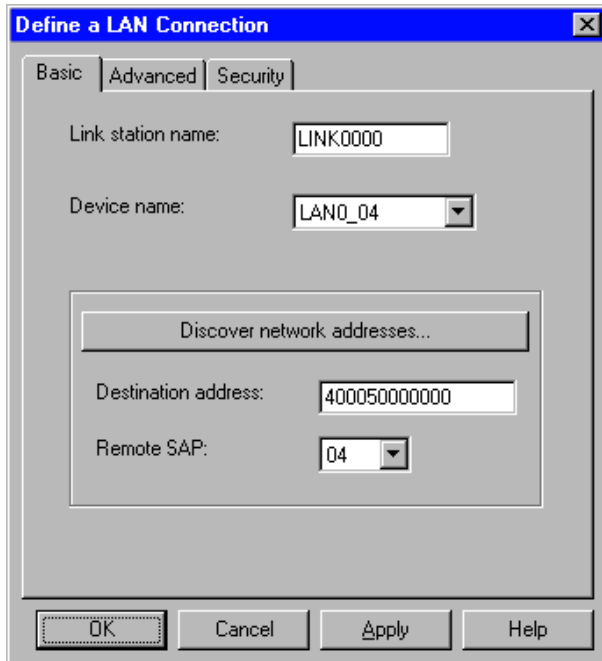 Define a LAN Connection
Basic Advanced Security
Link station name: LINK0000
Device name: LAN0_04
Discover network addresses...
Destination address: 400050000000
Remote SAP: 04
OK Cancel Apply Help